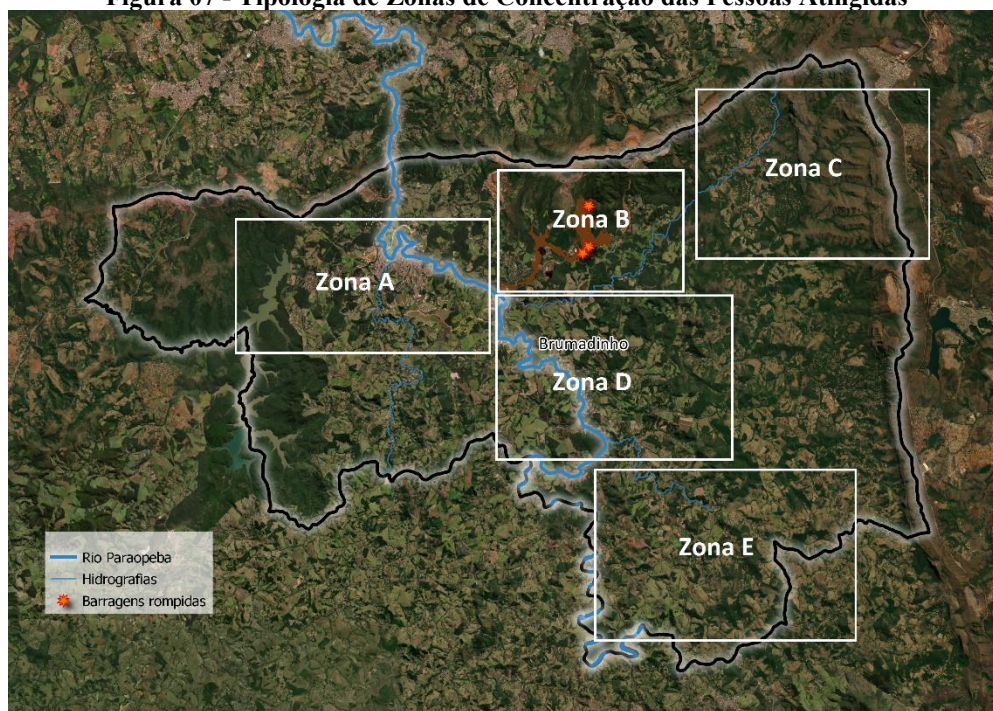 Figura 07 - Tipologia de Zonas de Concentração das Pessoas Atingidas
Zona C
Zona B
Zona A
Brumadinho
Zona D
Zona E
Rio Paraopeba
Hidrografias
Barragens rompidas